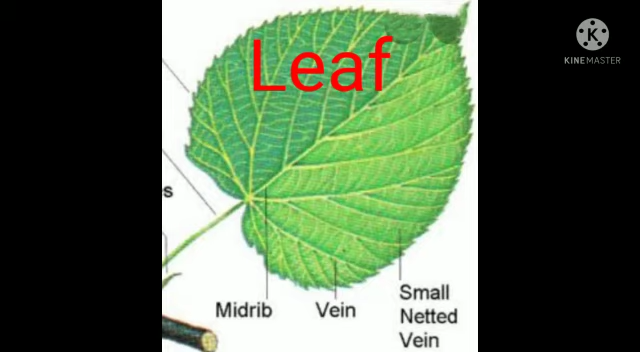 Leaf
K
KINEMASTER
s
Midrib
Vein
Small
Netted
Vein